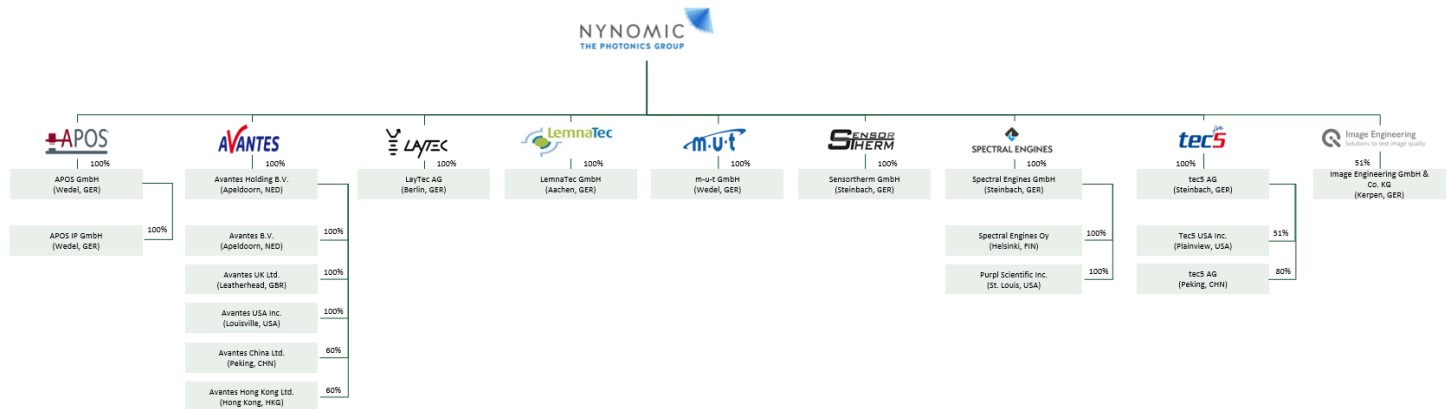 NYNOMIC
THE PHOTONICS GROUP
APOS
AVANTES
LAYTEC
LemnaTec
m·u·t
SENSOR THERM
SPECTRAL ENGINES
tec5
Image Engineering
Solutions to test image quality
100%
100%
100%
100%
100%
100%
100%
100%
51%
APOS GmbH
(Wedel, GER)
Avantes Holding B.V.
(Apeldoorn, NED)
LayTec AG
(Berlin, GER)
LemnaTec GmbH
(Aachen, GER)
m-u-t GmbH
(Wedel, GER)
Sensortherm GmbH
(Steinbach, GER)
Spectral Engines GmbH
(Steinbach, GER)
tec5 AG
(Steinbach, GER)
Image Engineering GmbH &
Co. KG
(Kerpen, GER)
APOS IP GmbH
(Wedel, GER)
100%
Avantes B.V.
(Apeldoorn, NED)
100%
Spectral Engines Oy
(Helsinki, FIN)
100%
Tec5 USA Inc.
(Plainview, USA)
51%
Avantes UK Ltd.
(Leatherhead, GBR)
100%
Purpl Scientific Inc.
(St. Louis, USA)
100%
tec5 AG
(Peking, CHN)
80%
Avantes USA Inc.
(Louisville, USA)
100%
Avantes China Ltd.
(Peking, CHN)
60%
Avantes Hong Kong Ltd.
(Hong Kong, HKG)
60%